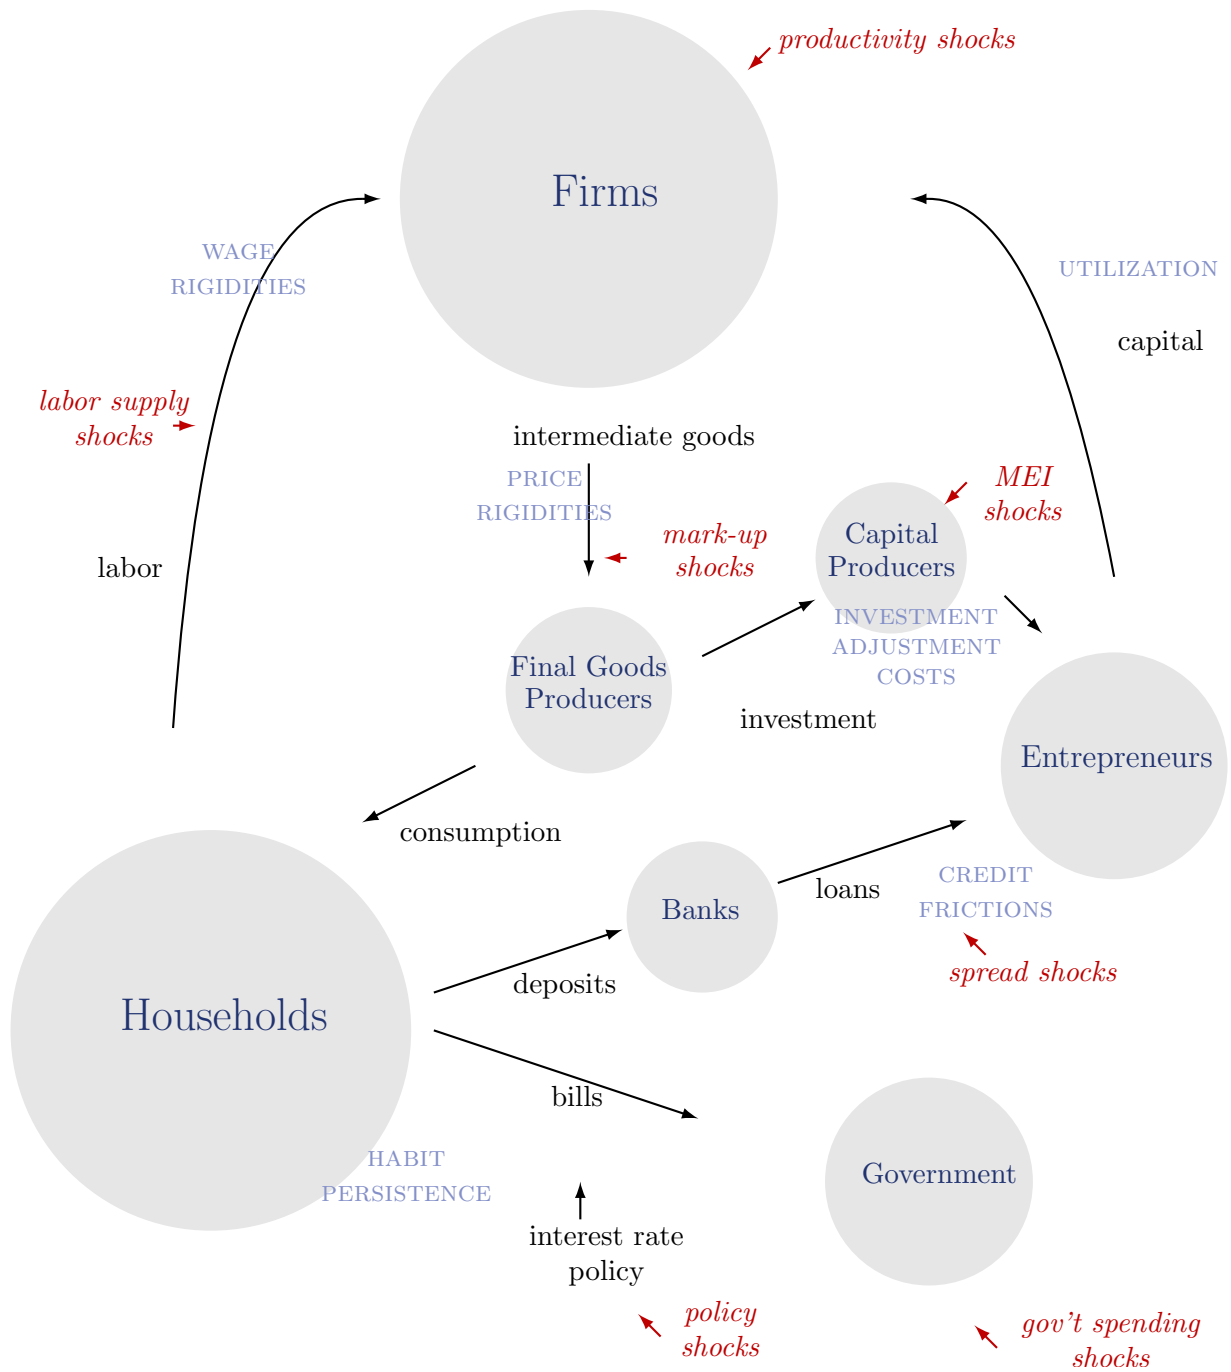 productivity shocks
Firms
WAGE
RIGIDITIES
UTILIZATION
capital
labor supply
shocks
intermediate goods
PRICE
RIGIDITIES
MEI
shocks
mark-up
shocks
Capital
Producers
labor
INVESTMENT
ADJUSTMENT
COSTS
Final Goods
Producers
investment
Entrepreneurs
consumption
loans
CREDIT
FRICTIONS
Banks
spread shocks
deposits
Households
bills
HABIT
PERSISTENCE
Government
interest rate
policy
policy
shocks
gov't spending
shocks